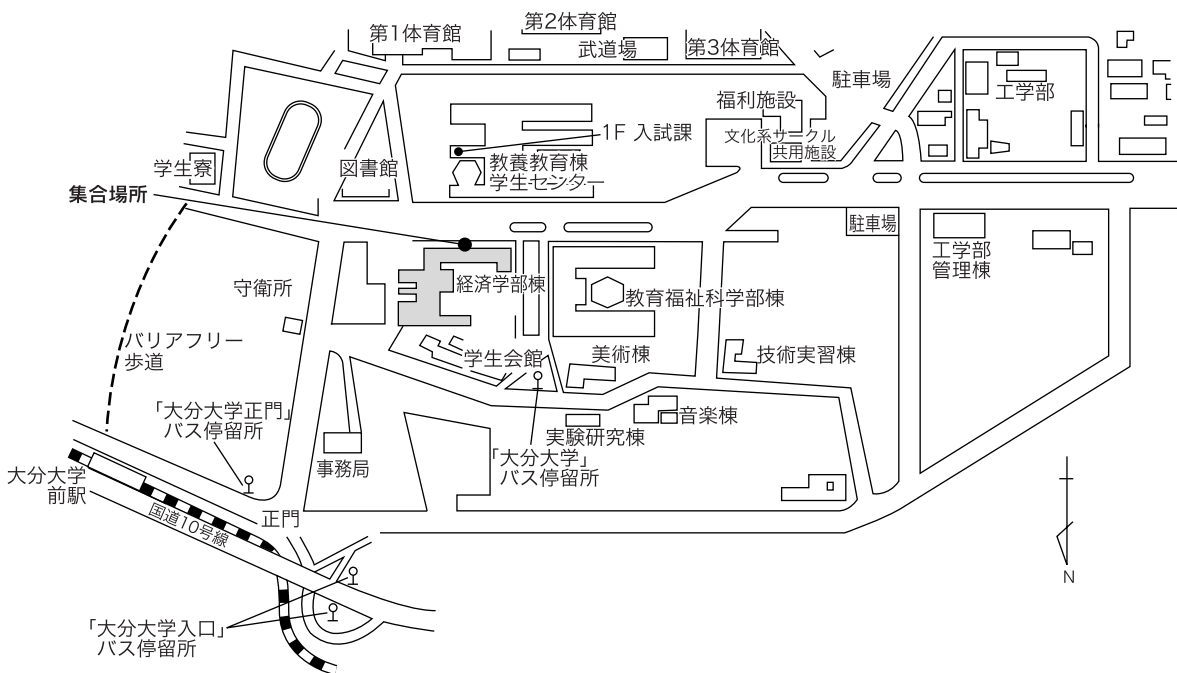 第1体育館
第2体育館
武道場
第3体育館
駐車場
工学部
福利施設
文化系サークル
共用施設
1F 入試課
教養教育棟
学生センター
図書館
学生寮
集合場所
駐車場
工学部
管理棟
守衛所
経済学部棟
教育福祉科学部棟
バリアフリー
歩道
学生会館
美術棟
技術実習棟
「大分大学正門」
バス停留所
音楽棟
実験研究棟
「大分大学」
バス停留所
事務局
大分大学
前駅
国道10号線
正門
N
「大分大学入口」
バス停留所